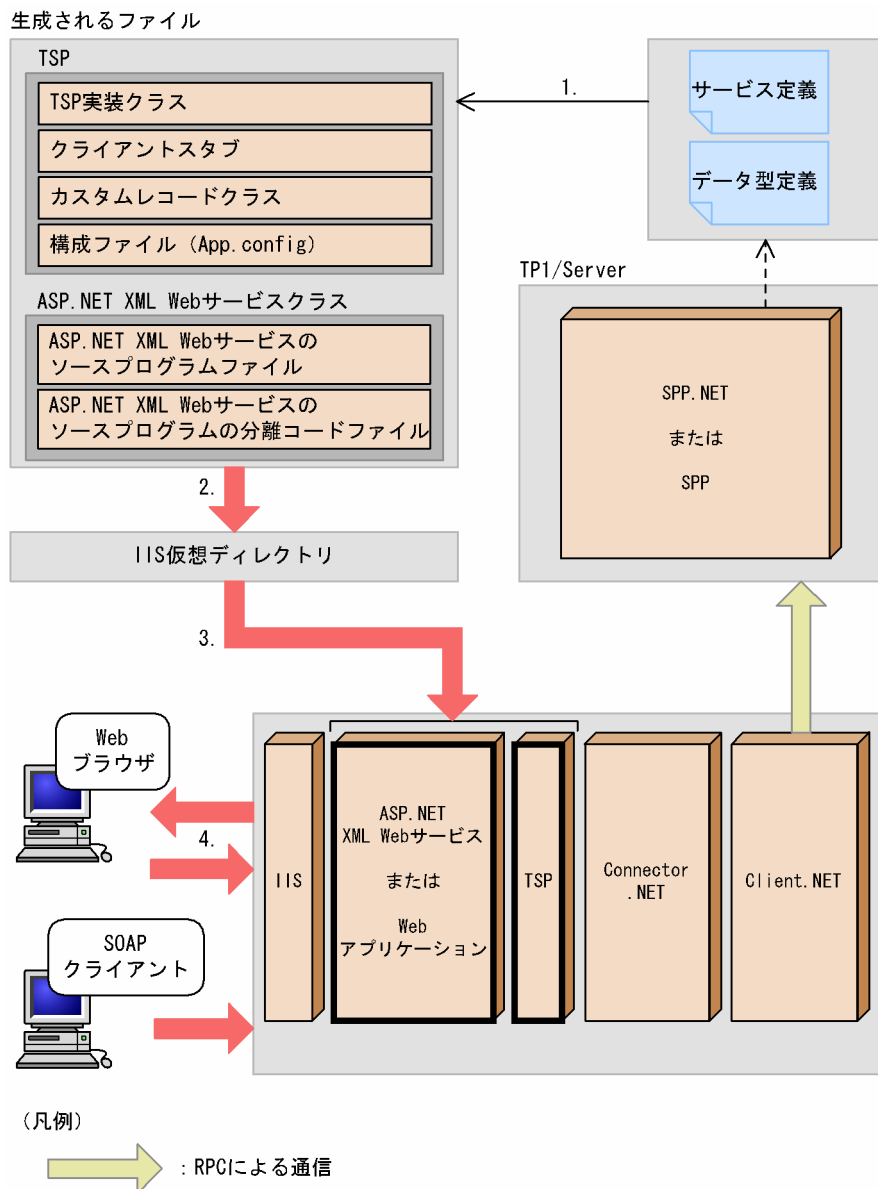 生成されるファイル
TSP
TSP実装クラス
クライアントスタブ
カスタムレコードクラス
構成ファイル（App.config）
ASP.NET XML Webサービスクラス
ASP.NET XML Webサービスの
ソースプログラムファイル
ASP.NET XML Webサービスの
ソースプログラムの分離コードファイル
1.
サービス定義
データ型定義
TP1/Server
SPP.NET
または
SPP
2.
IIS仮想ディレクトリ
3.
Web
ブラウザ
4.
SOAP
クライアント
IIS
ASP.NET
XML Webサービス
または
Web
アプリケーション
TSP
Connector
.NET
Client.NET
（凡例）
：RPCによる通信